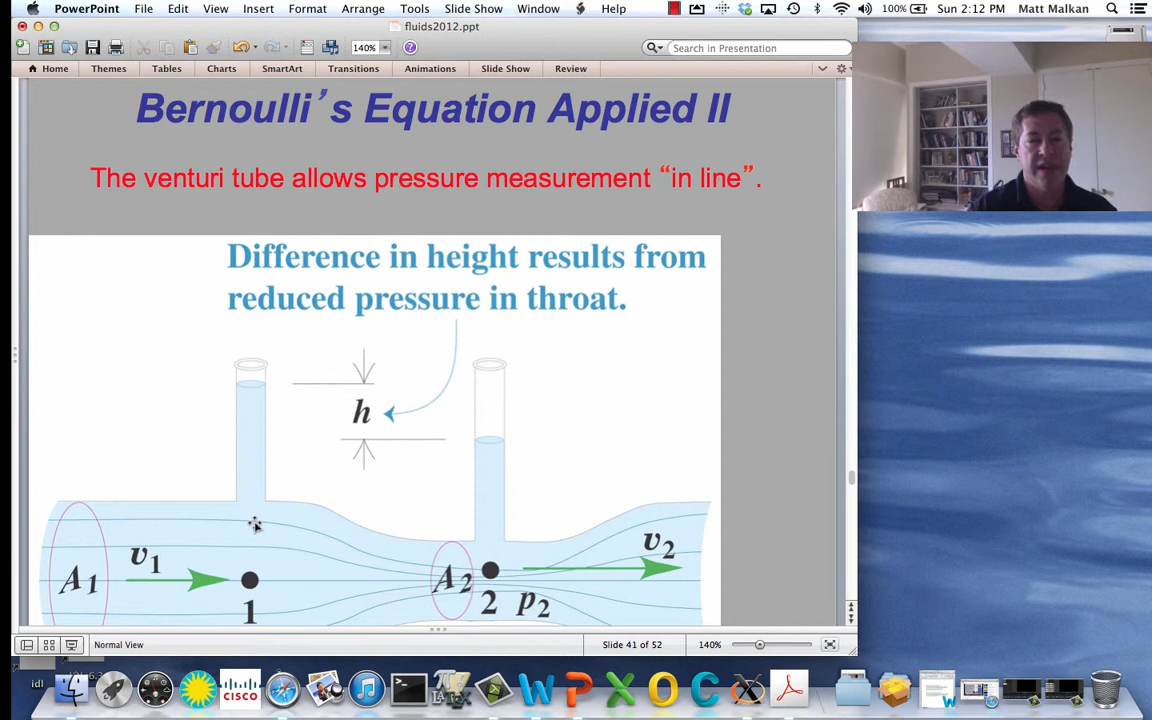 PowerPoint File Edit View Insert Format Arrange Tools Slide Show Window Help 100% Sun 2:12 PM Matt Malkan
fluids2012.ppt
140% Search in Presentation
Home Themes Tables Charts SmartArt Transitions Animations Slide Show Review
Bernoulli's Equation Applied II
The venturi tube allows pressure measurement “in line”.
Difference in height results from
reduced pressure in throat.
h
v1 v2
A1 A2
1 2 p2
Normal View Slide 41 of 52 140%
idl
CISCO